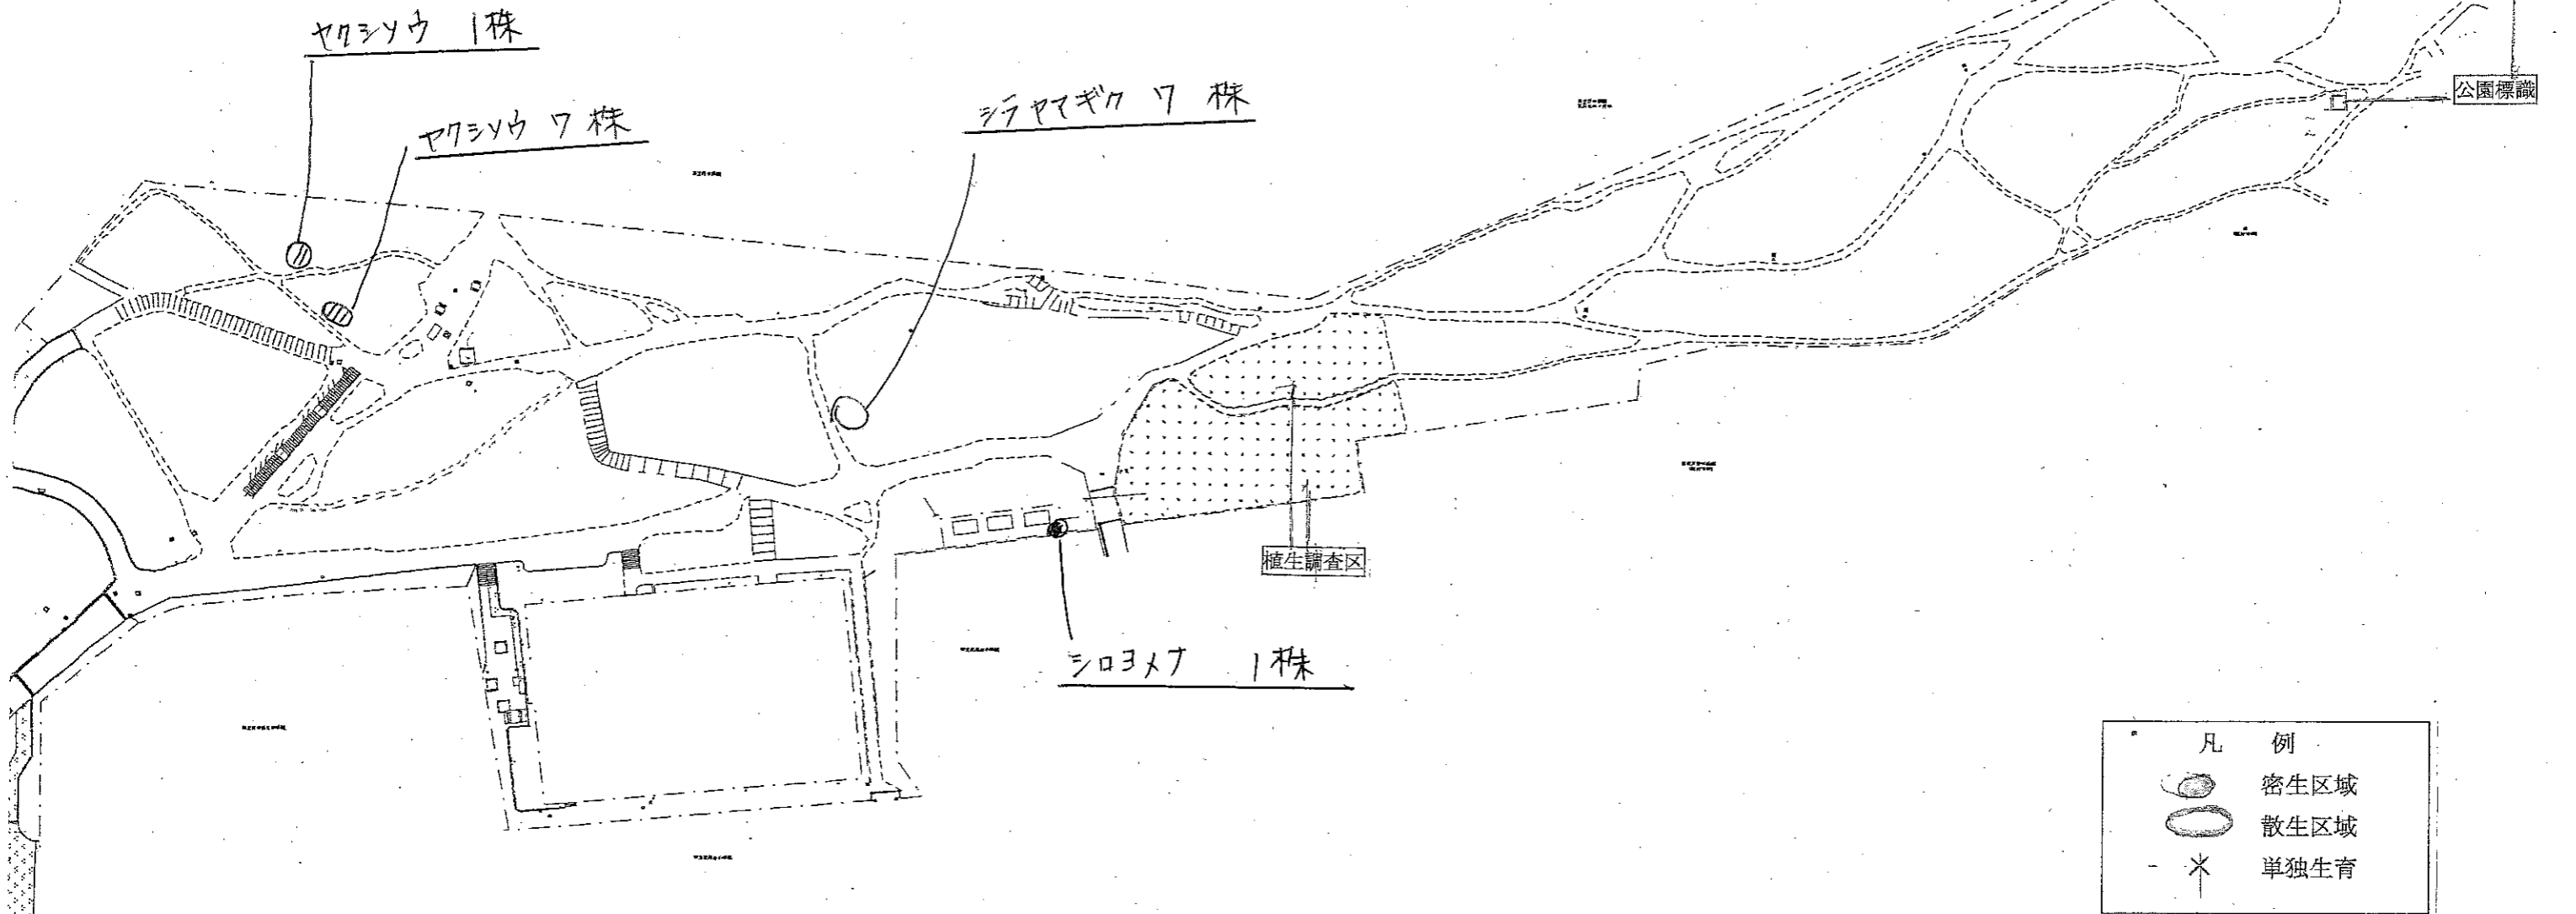 ヤクシソウ 1株
ヤクシソウ 7 株
シラヤマギク 7 株
公園標識
植生調査区
シロヨメナ 1株
凡 例
密生区域
散生区域
単独生育